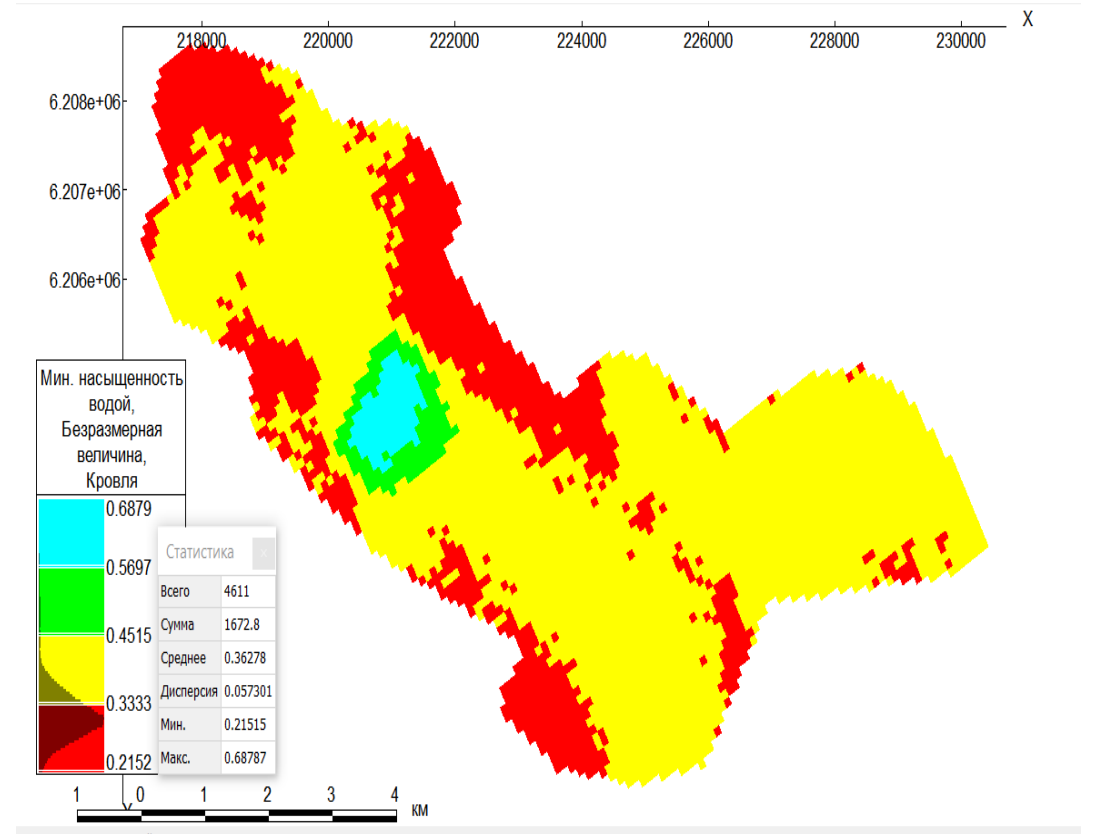 X
218000 220000 222000 224000 226000 228000 230000
6.208e+06
6.207e+06
6.206e+06
Мин. насыщенность
водой,
Безразмерная
величина,
Кровля
0.6879
0.5697
0.4515
0.3333
0.2152
Статистика
Всего 4611
Сумма 1672.8
Среднее 0.36278
Дисперсия 0.057301
Мин. 0.21515
Макс. 0.68787
Y
1 0 1 2 3 4 км